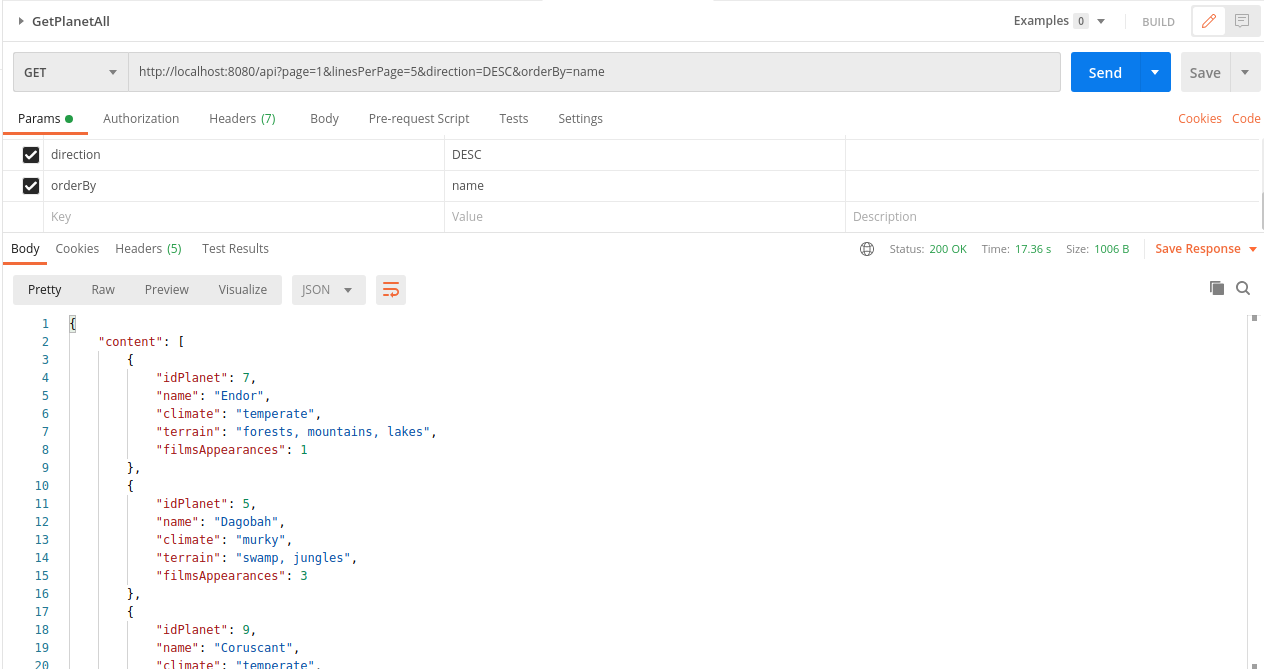 GetPlanetAll Examples 0 BUILD
GET http://localhost:8080/api?page=1&linesPerPage=5&direction=DESC&orderBy=name Send Save
Params Authorization Headers (7) Body Pre-request Script Tests Settings Cookies Code
direction DESC
orderBy name
Key Value Description
Body Cookies Headers (5) Test Results Status: 200 OK Time: 17.36 s Size: 1006 B Save Response
Pretty Raw Preview Visualize JSON
1 {
2 "content": [
3 {
4 "idPlanet": 7,
5 "name": "Endor",
6 "climate": "temperate",
7 "terrain": "forests, mountains, lakes",
8 "filmsAppearances": 1
9 },
10 {
11 "idPlanet": 5,
12 "name": "Dagobah",
13 "climate": "murky",
14 "terrain": "swamp, jungles",
15 "filmsAppearances": 3
16 },
17 {
18 "idPlanet": 9,
19 "name": "Coruscant",
20 "climate": "temperate",